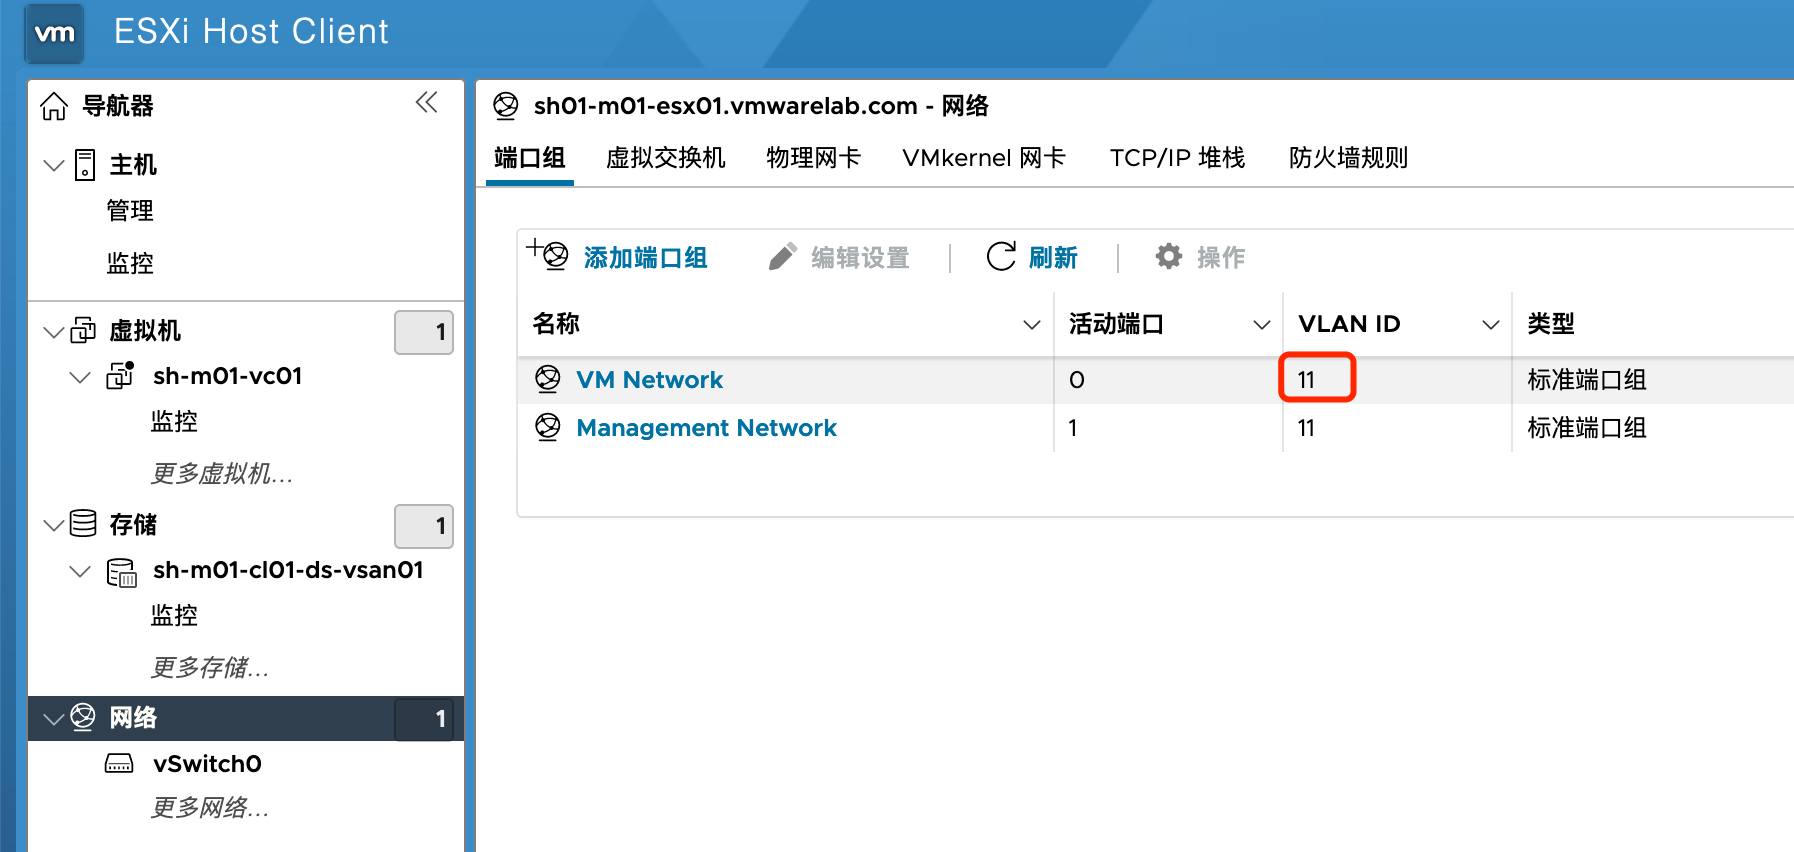 vm ESXi Host Client
导航器
主机
管理
监控
虚拟机 1
sh-m01-vc01
监控
更多虚拟机...
存储 1
sh-m01-cl01-ds-vsan01
监控
更多存储...
网络 1
vSwitch0
更多网络...
sh01-m01-esx01.vmwarelab.com - 网络
端口组 虚拟交换机 物理网卡 VMkernel 网卡 TCP/IP 堆栈 防火墙规则
添加端口组 编辑设置 | 刷新 | 操作
名称 活动端口 VLAN ID 类型
VM Network 0 11 标准端口组
Management Network 1 11 标准端口组